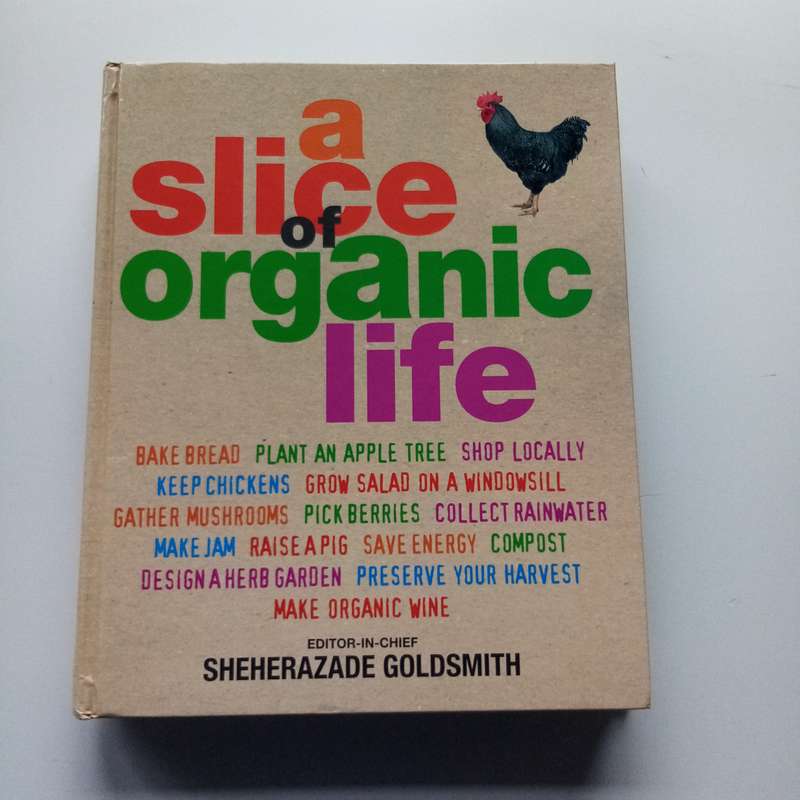 a
slice
of
organic
life
BAKE BREAD PLANT AN APPLE TREE SHOP LOCALLY
KEEP CHICKENS GROW SALAD ON A WINDOWSILL
GATHER MUSHROOMS PICK BERRIES COLLECT RAINWATER
MAKE JAM RAISE A PIG SAVE ENERGY COMPOST
DESIGN A HERB GARDEN PRESERVE YOUR HARVEST
MAKE ORGANIC WINE
EDITOR-IN-CHIEF
SHEHERAZADE GOLDSMITH